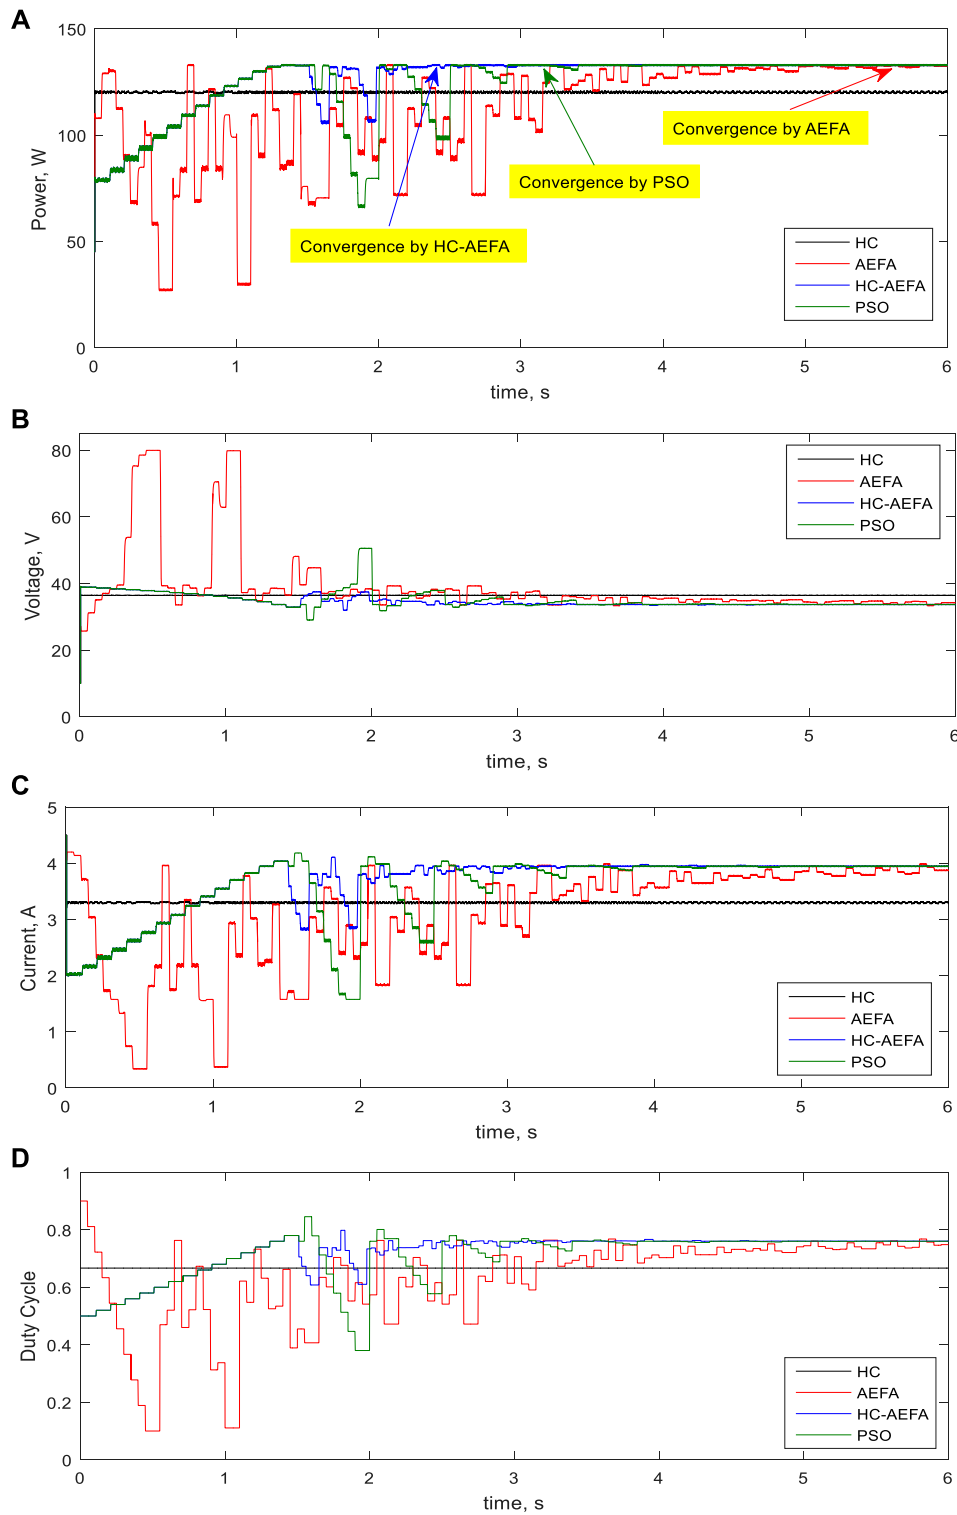 A
150
100
50
0
Power, W
Convergence by AEFA
Convergence by PSO
Convergence by HC-AEFA
HC
AEFA
HC-AEFA
PSO
0 1 2 3 4 5 6
time, s
B
80
60
40
20
0
Voltage, V
HC
AEFA
HC-AEFA
PSO
0 1 2 3 4 5 6
time, s
C
5
4
3
2
1
0
Current, A
HC
AEFA
HC-AEFA
PSO
0 1 2 3 4 5 6
time, s
D
1
0.8
0.6
0.4
0.2
0
Duty Cycle
HC
AEFA
HC-AEFA
PSO
0 1 2 3 4 5 6
time, s